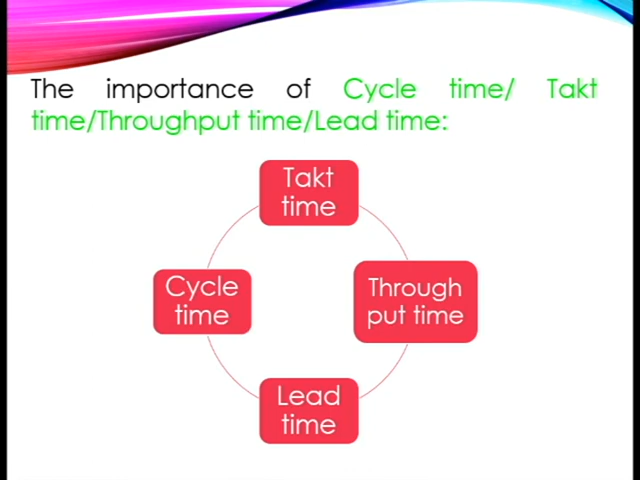 The importance of Cycle time/ Takt
time/Throughput time/Lead time:
Takt
time
Cycle
time
Through
put time
Lead
time